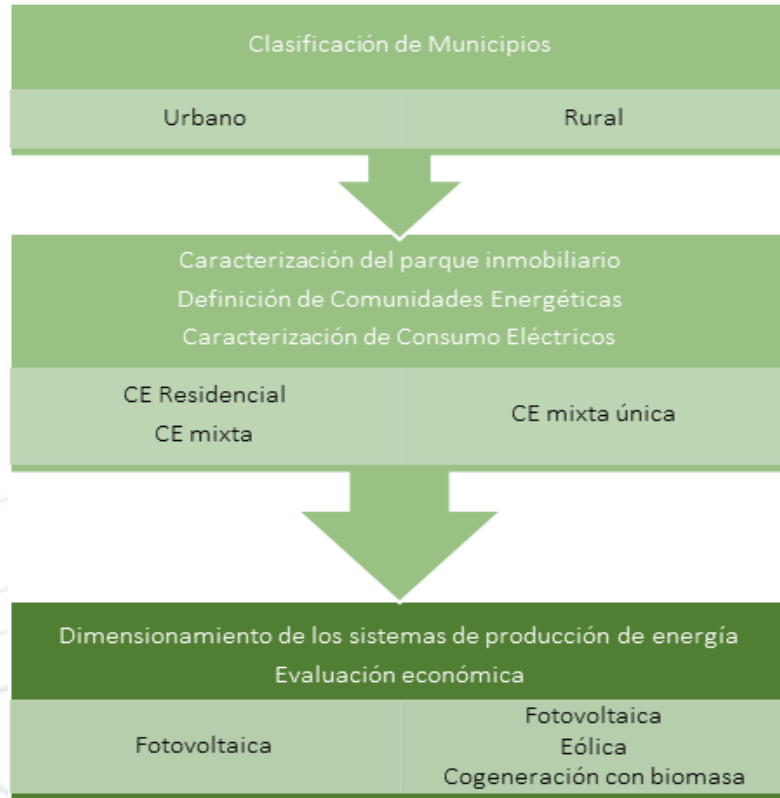 Clasificación de Municipios
Urbano
Rural
Caracterización del parque inmobiliario
Definición de Comunidades Energéticas
Caracterización de Consumo Eléctricos
CE Residencial
CE mixta
CE mixta única
Dimensionamiento de los sistemas de producción de energía
Evaluación económica
Fotovoltaica
Fotovoltaica
Eólica
Cogeneración con biomasa